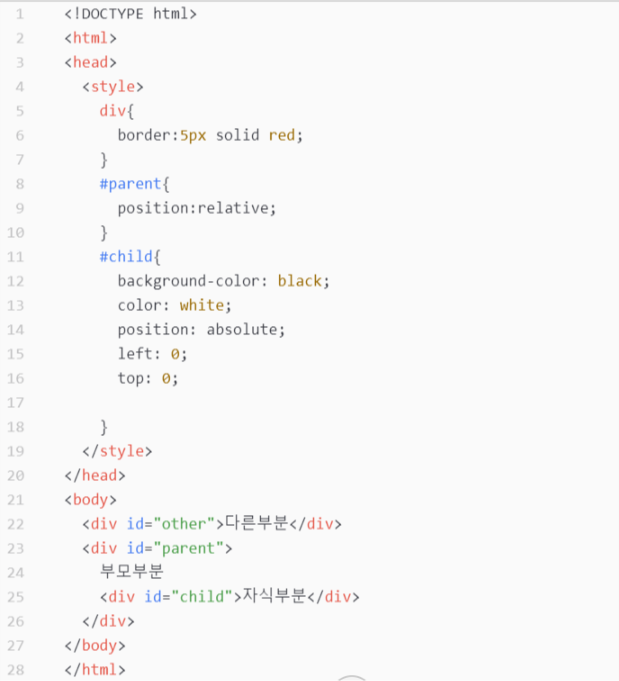 1 <!DOCTYPE html>
2 <html>
3 <head>
4   <style>
5     div{
6       border:5px solid red;
7     }
8     #parent{
9       position:relative;
10     }
11     #child{
12       background-color: black;
13       color: white;
14       position: absolute;
15       left: 0;
16       top: 0;
17
18     }
19   </style>
20 </head>
21 <body>
22   <div id="other">다른부분</div>
23   <div id="parent">
24     부모부분
25     <div id="child">자식부분</div>
26   </div>
27 </body>
28 </html>